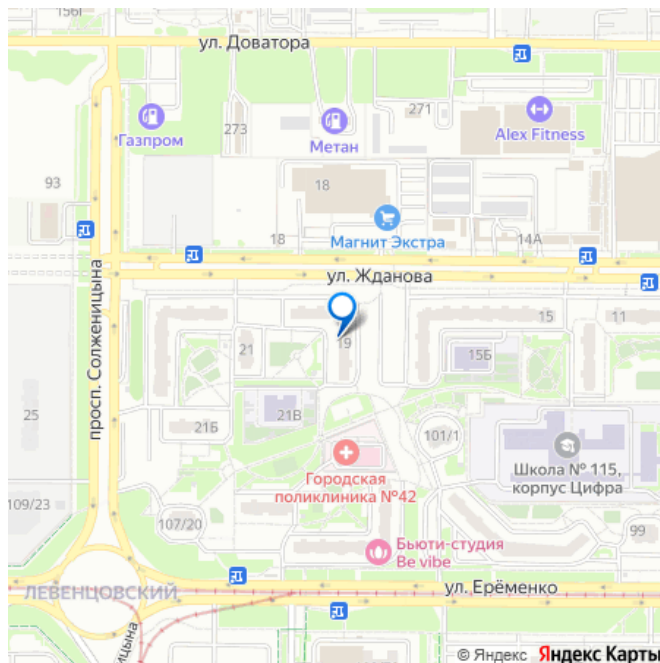 156Г
ул. Доватора
Газпром
273
Метан
271
Alex Fitness
93
18
Магнит Экстра
18
14А
ул. Жданова
просп. Солженицына
19
21
15
11
15Б
25
21Б
21В
101/1
Школа № 115,
корпус Цифра
Городская
поликлиника №42
109/23
107/20
99
Бьюти-студия
Be vibe
ЛЕВЕНЦОВСКИЙ
ул. Ерёменко
© Яндекс Яндекс Карты